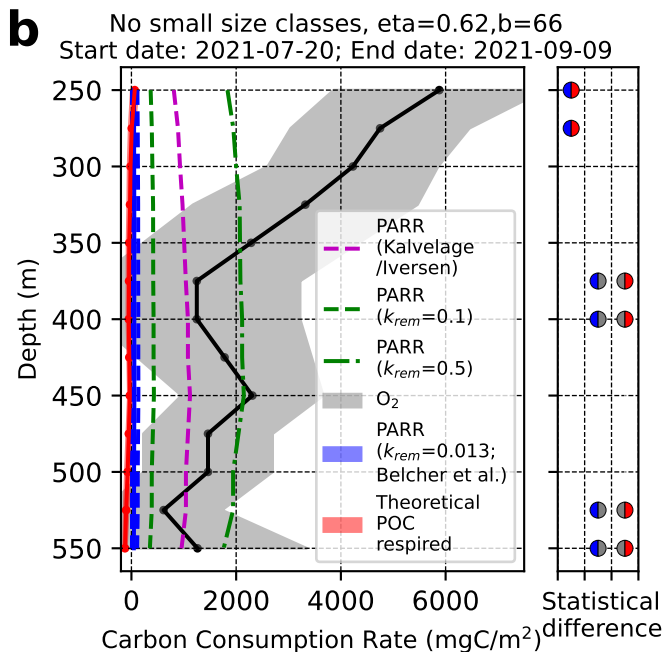 b
No small size classes, eta=0.62,b=66
Start date: 2021-07-20; End date: 2021-09-09
250
300
350
400
450
500
550
Depth (m)
PARR
(Kalvelage
/Iversen)
PARR
(k_rem=0.1)
PARR
(k_rem=0.5)
O₂
PARR
(k_rem=0.013;
Belcher et al.)
Theoretical
POC
respired
0 2000 4000 6000
Carbon Consumption Rate (mgC/m²)
Statistical
difference